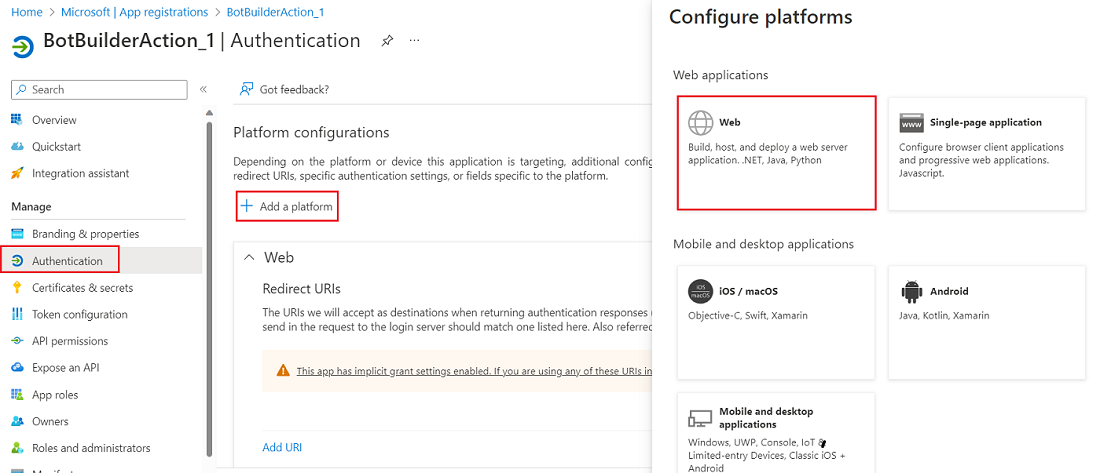 Home > Microsoft | App registrations > BotBuilderAction_1
BotBuilderAction_1 | Authentication
Search
Overview
Quickstart
Integration assistant
Manage
Branding & properties
Authentication
Certificates & secrets
Token configuration
API permissions
Expose an API
App roles
Owners
Roles and administrators
Got feedback?
Platform configurations
Depending on the platform or device this application is targeting, additional config
redirect URIs, specific authentication settings, or fields specific to the platform.
Add a platform
Web
Redirect URIs
The URIs we will accept as destinations when returning authentication responses (
send in the request to the login server should match one listed here. Also referred
This app has implicit grant settings enabled. If you are using any of these URIs in
Add URI
Configure platforms
Web applications
Web
Build, host, and deploy a web server
application. .NET, Java, Python
www
Single-page application
Configure browser client applications
and progressive web applications.
Javascript.
Mobile and desktop applications
iOS
macOS
iOS / macOS
Objective-C, Swift, Xamarin
Android
Java, Kotlin, Xamarin
Mobile and desktop
applications
Windows, UWP, Console, IoT &
Limited-entry Devices, Classic iOS +
Android